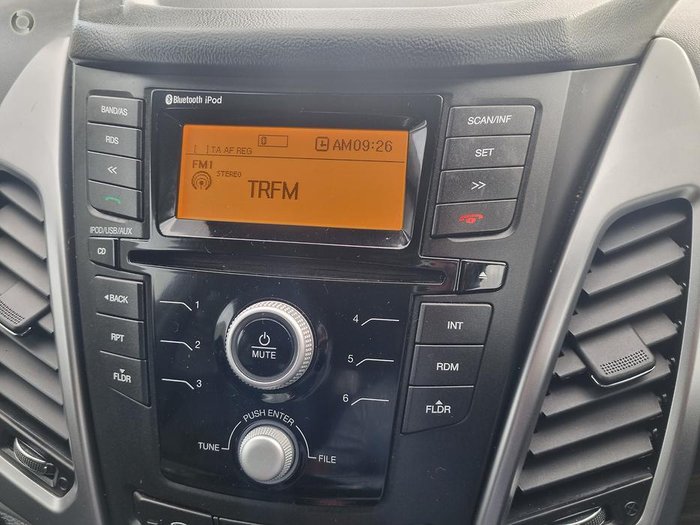 Bluetooth iPod
BAND/AS
RDS
<<
SCAN/INF
SET
>>
AM09:26
[ ] TA AF REG
FM1
STEREO
TRFM
IPOD/USB/AUX
CD
BACK
RPT
FLDR
1
2
3
4
5
6
MUTE
INT
RDM
FLDR
PUSH ENTER
TUNE
FILE